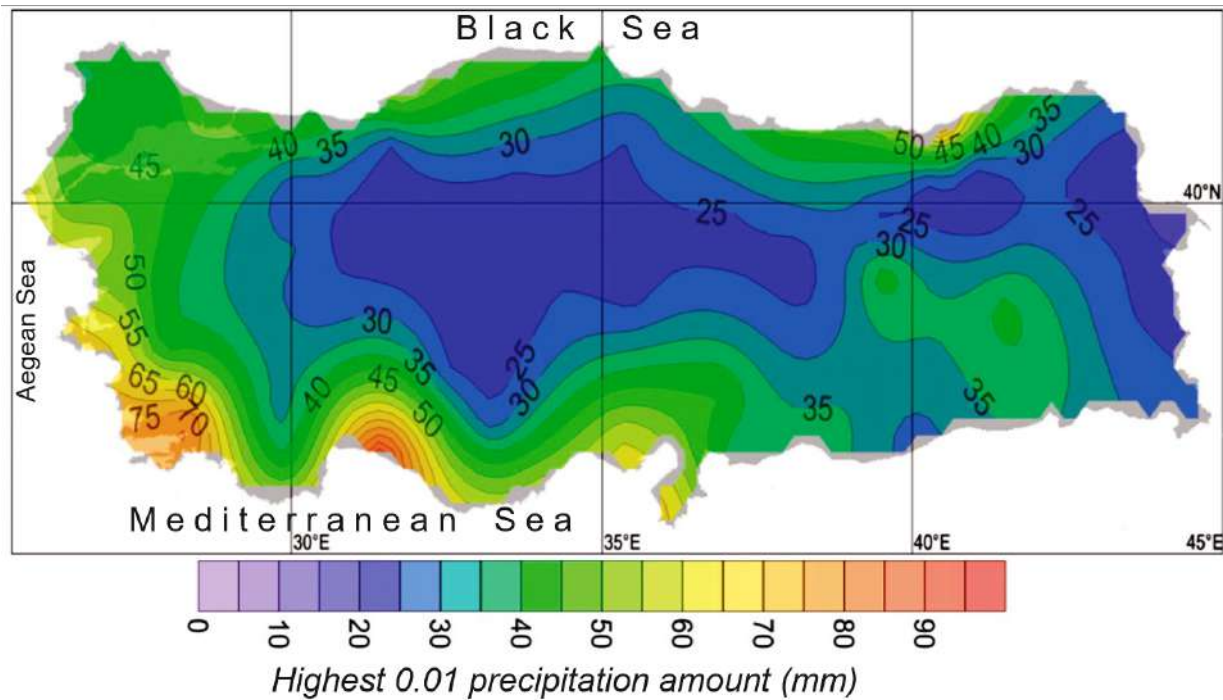 Black Sea
50 45 40 35
40 35 30 30
45
40°N
25 25 25
30
50
55
30 35 25
65 60 40 45 30 35 35
75 70 50
Aegean Sea
Mediterranean Sea
30°E 35°E 40°E 45°E
0 10 20 30 40 50 60 70 80 90
Highest 0.01 precipitation amount (mm)